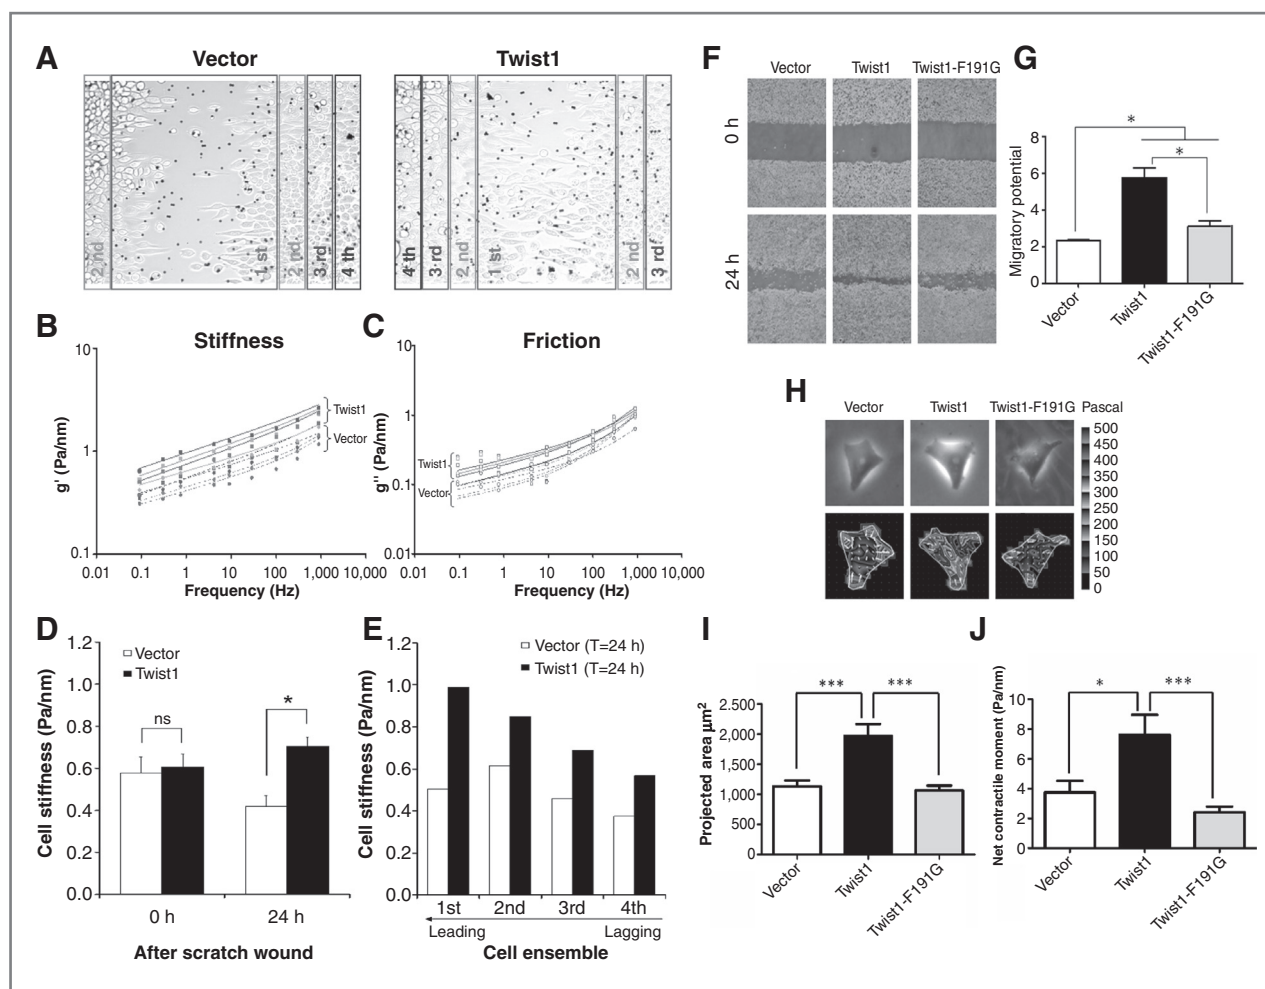 A
Vector
Twist1
2 nd
1 st
2 nd
3 rd
4 th
4 th
3 rd
2 nd
1 st
2 nd
3 rd
B
Stiffness
g' (Pa/nm)
10
1
0.1
0.01 0.1 1 10 100 1,000 10,000
Frequency (Hz)
Twist1
Vector
C
Friction
g'' (Pa/nm)
10
1
0.1
0.01
0.01 0.1 1 10 100 1,000 10,000
Frequency (Hz)
Twist1
Vector
D
Cell stiffness (Pa/nm)
1.2
1.0
0.8
0.6
0.4
0.2
0.0
Vector
Twist1
ns
*
0 h 24 h
After scratch wound
E
Cell stiffness (Pa/nm)
1.2
1.0
0.8
0.6
0.4
0.2
0.0
Vector (T=24 h)
Twist1 (T=24 h)
1st 2nd 3rd 4th
Leading Lagging
Cell ensemble
F
Vector Twist1 Twist1-F191G
0 h
24 h
G
Migratory potential
8
6
4
2
0
*
*
Vector
Twist1
Twist1-F191G
H
Vector Twist1 Twist1-F191G Pascal
500
450
400
350
300
250
200
150
100
50
0
I
Projected area µm²
2,500
2,000
1,500
1,000
500
0
*** ***
Vector
Twist1
Twist1-F191G
J
Net contractile moment (Pa/nm)
10
8
6
4
2
0
* ***
Vector
Twist1
Twist1-F191G